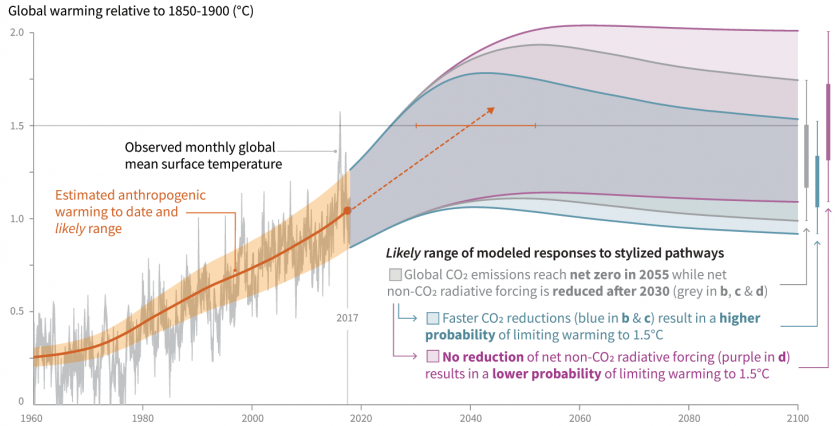 Global warming relative to 1850-1900 (°C)
2.0
1.5
Observed monthly global
mean surface temperature
Estimated anthropogenic
warming to date and
likely range
1.0
Likely range of modeled responses to stylized pathways
Global CO₂ emissions reach net zero in 2055 while net
non-CO₂ radiative forcing is reduced after 2030 (grey in b, c & d)
0.5
2017
Faster CO₂ reductions (blue in b & c) result in a higher
probability of limiting warming to 1.5°C
No reduction of net non-CO₂ radiative forcing (purple in d)
results in a lower probability of limiting warming to 1.5°C
0
1960
1980
2000
2020
2040
2060
2080
2100